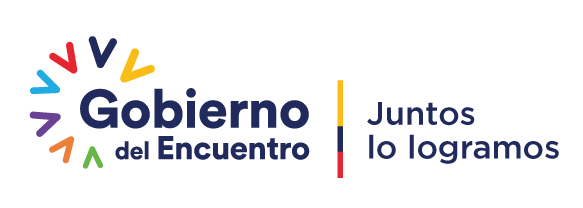 Gobierno
del Encuentro
Juntos
lo logramos